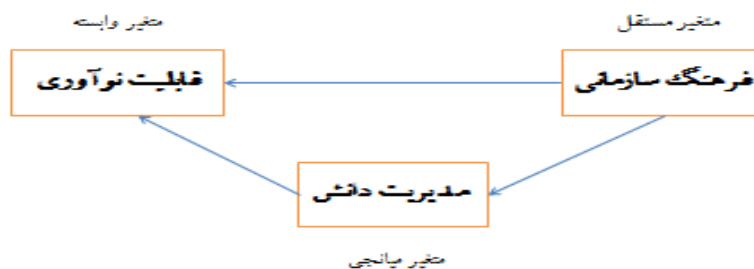 متغیر مستقل
متغیر وابسته
فرهنگ سازمانی
قابلیت نوآوری
مدیریت دانش
متغیر میانجی